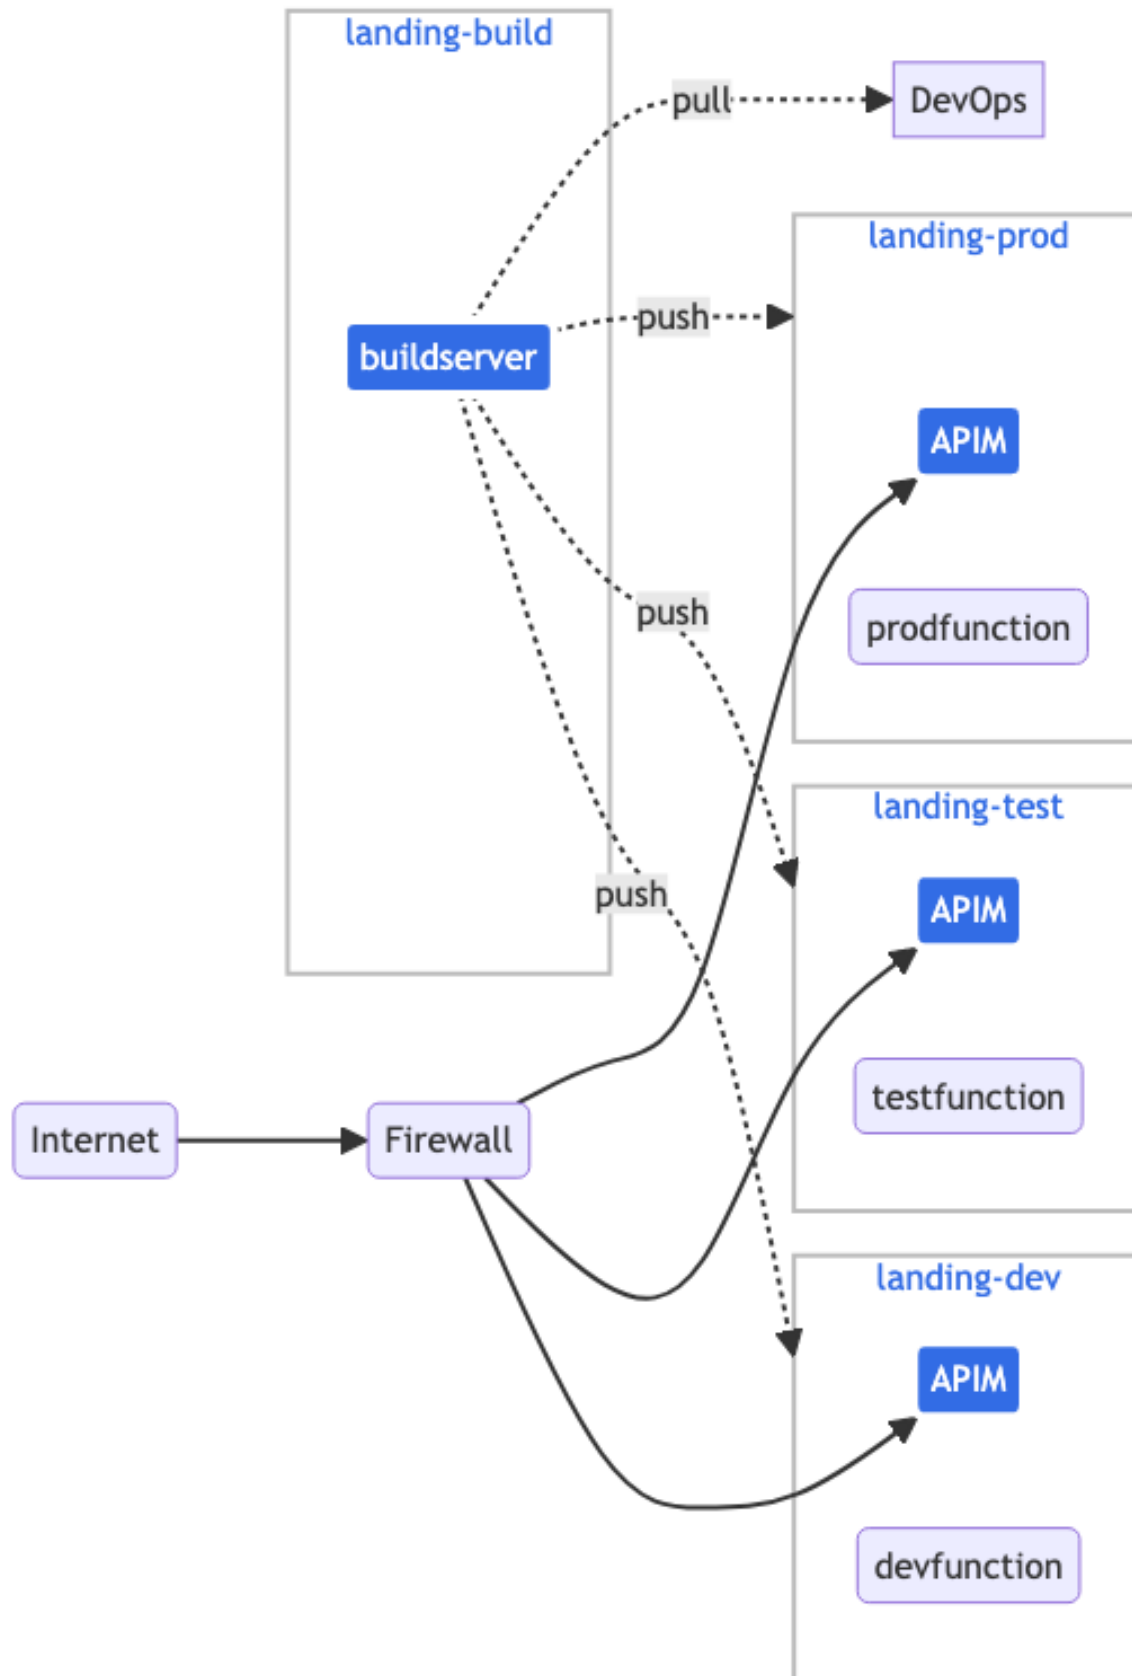 landing-build
pull
DevOps
landing-prod
push
buildserver
APIM
push
prodfunction
landing-test
push
APIM
testfunction
Internet
Firewall
landing-dev
APIM
devfunction